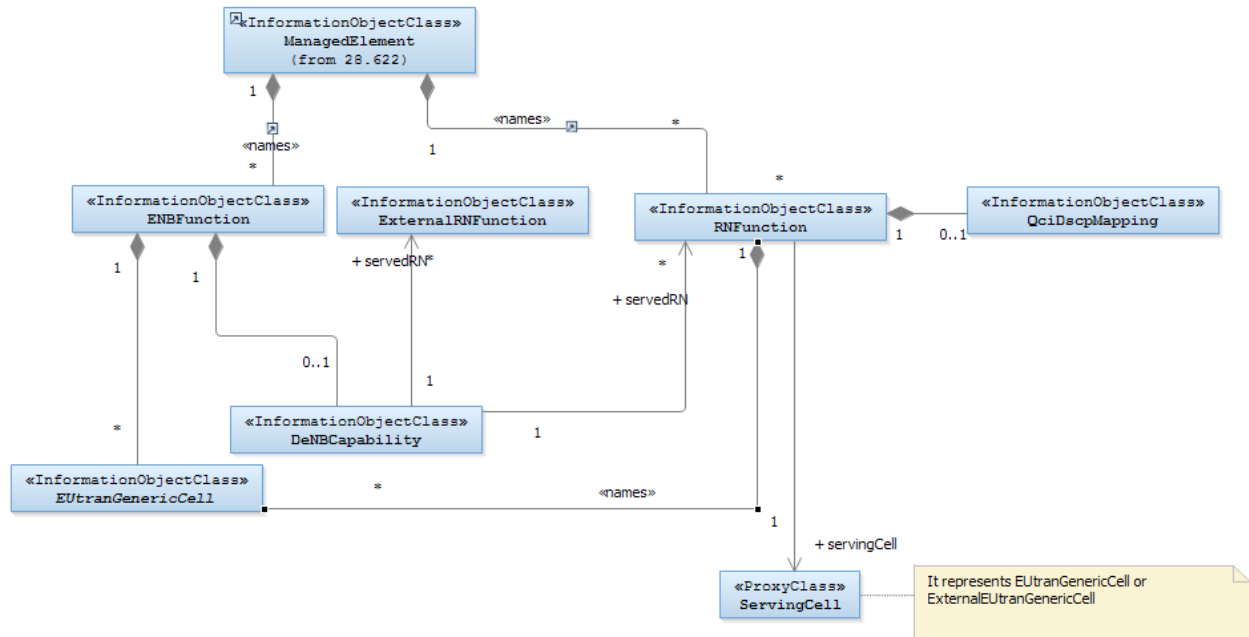 «InformationObjectClass»
ManagedElement
(from 28.622)
1
«names»
*
1
«names»
*
*
«InformationObjectClass»
ENBFunction
«InformationObjectClass»
ExternalRNFunction
«InformationObjectClass»
RNFunction
«InformationObjectClass»
QciDscpMapping
1
0..1
1
1
+ servedRN*
*
1
+ servedRN
0..1
1
1
*
«InformationObjectClass»
DeNBCapability
«InformationObjectClass»
EUtranGenericCell
*
«names»
1
+ servingCell
«ProxyClass»
ServingCell
It represents EUtranGenericCell or
ExternalEUtranGenericCell